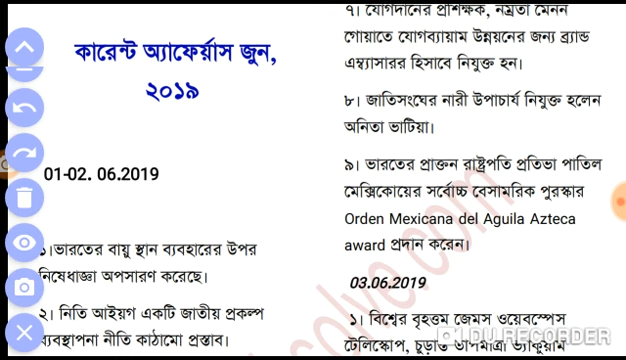 কারেন্ট অ্যাফের্য়াস জুন,
২০১৯
01-02. 06.2019
১।ভারতের বায়ু স্থান ব্যবহারের উপর
নিষেধাজ্ঞা অপসারণ করেছে।
২। নিতি আইয়গ একটি জাতীয় প্রকল্প
ব্যবস্থাপনা নীতি কাঠামো প্রস্তাব।
৭। যোগদানের প্রশিক্ষক, নম্রতা মেনন
গোয়াতে যোগব্যায়াম উন্নয়নের জন্য ব্র্যান্ড
এম্ব্যাসারর হিসাবে নিযুক্ত হন।
৮। জাতিসংঘের নারী উপাচার্য নিযুক্ত হলেন
অনিতা ভাটিয়া।
৯। ভারতের প্রাক্তন রাষ্ট্রপতি প্রতিভা পাতিল
মেক্সিকোয়ের সর্বোচ্চ বেসামরিক পুরস্কার
Orden Mexicana del Aguila Azteca
award প্রদান করেন।
03.06.2019
১। বিশ্বের বৃহত্তম জেমস ওয়েবস্পেস
টেলিস্কোপ, চূড়ান্ত তাপমাত্রা ভ্যাকুয়াম
DU RECORDER